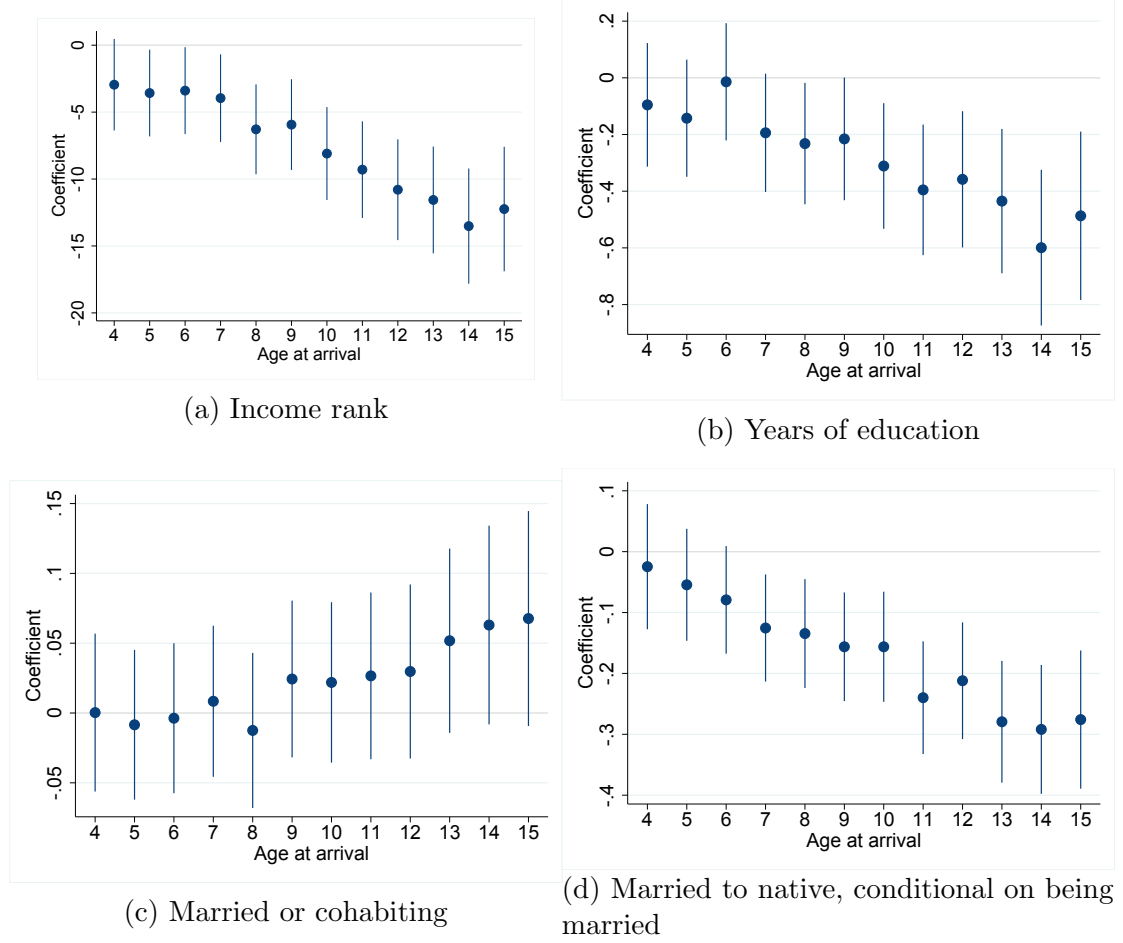 0
-5
-10
-15
-20
Coefficient
4 5 6 7 8 9 10 11 12 13 14 15
Age at arrival
(a) Income rank
.2
0
-.2
-.4
-.6
-.8
Coefficient
4 5 6 7 8 9 10 11 12 13 14 15
Age at arrival
(b) Years of education
.15
.1
.05
0
-.05
Coefficient
4 5 6 7 8 9 10 11 12 13 14 15
Age at arrival
(c) Married or cohabiting
.1
0
-.1
-.2
-.3
-.4
Coefficient
4 5 6 7 8 9 10 11 12 13 14 15
Age at arrival
(d) Married to native, conditional on being
married